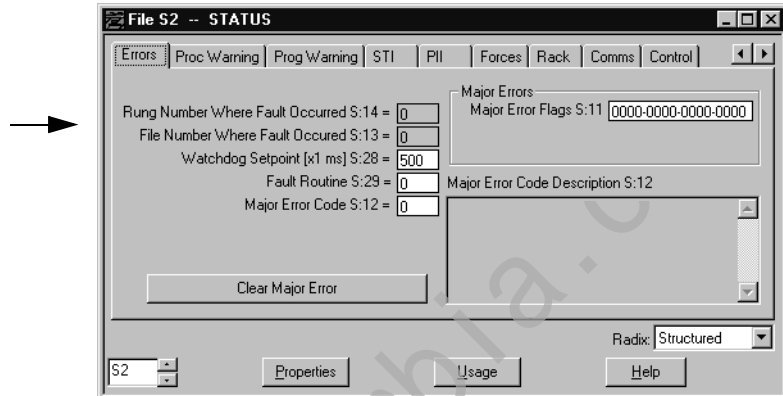 File S2 -- STATUS
Errors Proc Warning Prog Warning STI PII Forces Rack Comms Control
Rung Number Where Fault Occurred S:14 = 0
File Number Where Fault Occured S:13 = 0
Watchdog Setpoint [x1 ms] S:28 = 500
Fault Routine S:29 = 0
Major Error Code S:12 = 0
Clear Major Error
Major Errors
Major Error Flags S:11 0000-0000-0000-0000
Major Error Code Description S:12
Radix: Structured
S2 Properties Usage Help